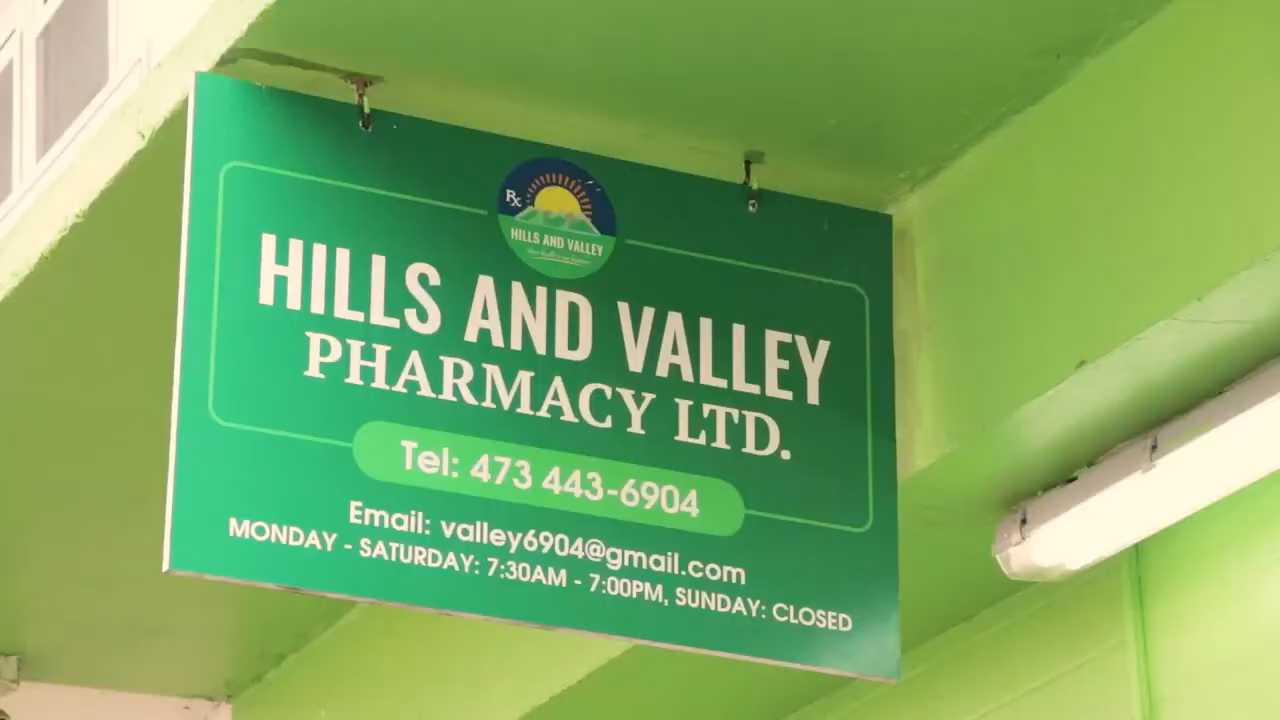 Rx
HILLS AND VALLEY
HILLS AND VALLEY
PHARMACY LTD.
Tel: 473 443-6904
Email: valley6904@gmail.com
MONDAY - SATURDAY: 7:30AM - 7:00PM, SUNDAY: CLOSED